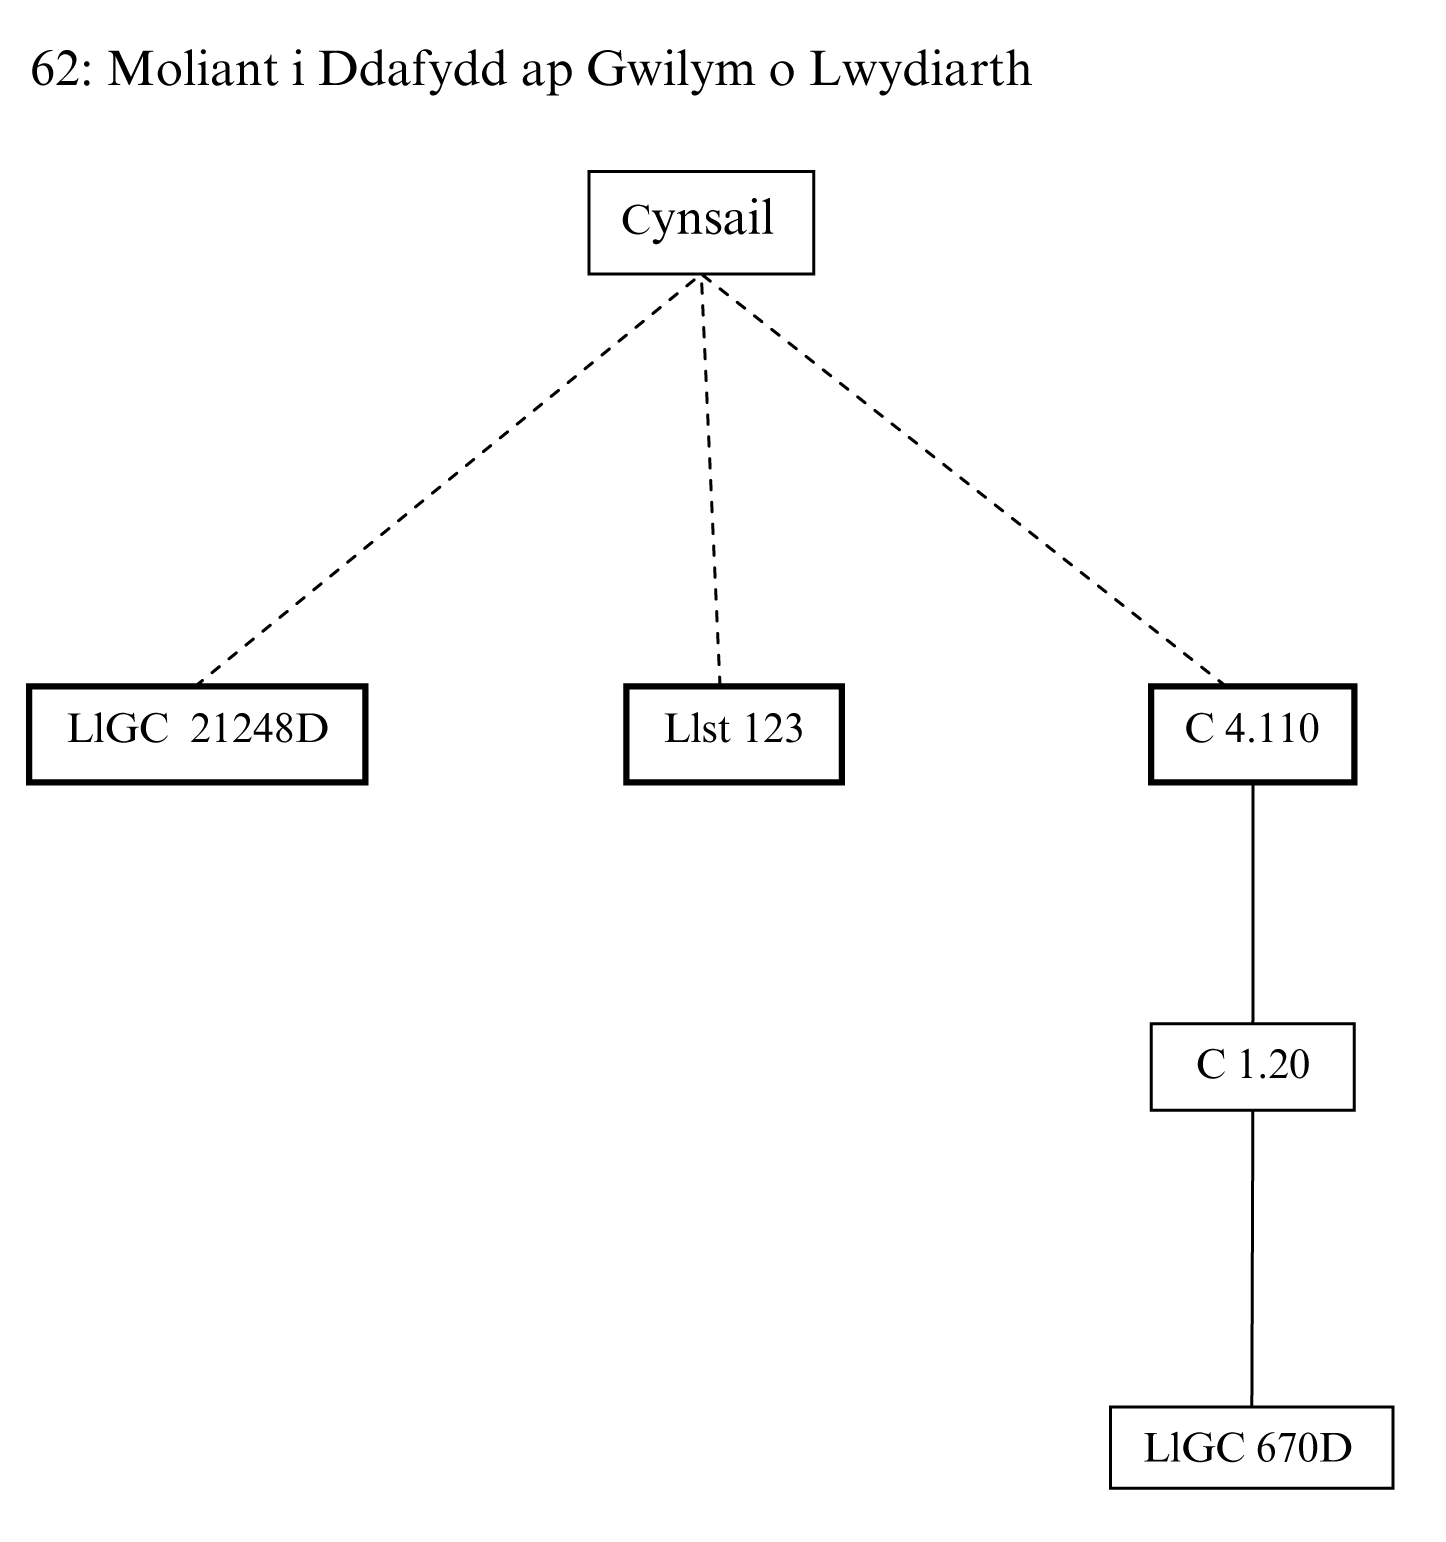 62: Moliant i Ddafydd ap Gwilym o Lwydiarth
Cynsail
LlGC 21248D
Llst 123
C 4.110
C 1.20
LlGC 670D